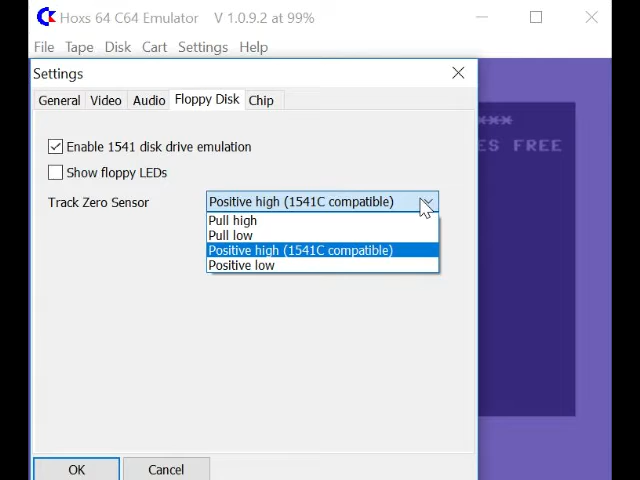 Hoxs 64 C64 Emulator V 1.0.9.2 at 99%
File Tape Disk Cart Settings Help
Settings
General Video Audio Floppy Disk Chip
ES FREE
Enable 1541 disk drive emulation
Show floppy LEDs
Track Zero Sensor Positive high (1541C compatible)
Pull high
Pull low
Positive high (1541C compatible)
Positive low
OK Cancel